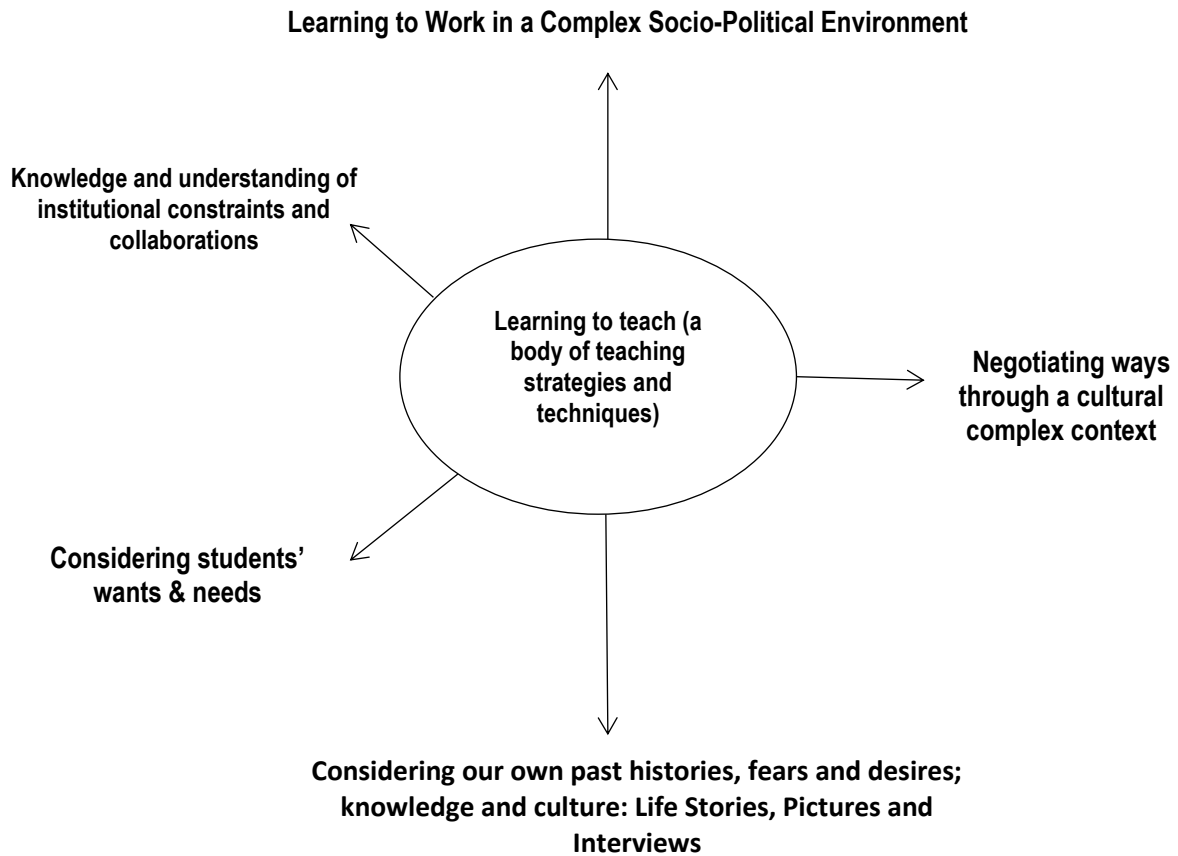 Learning to Work in a Complex Socio-Political Environment
Knowledge and understanding of
institutional constraints and
collaborations
Learning to teach (a
body of teaching
strategies and
techniques)
Negotiating ways
through a cultural
complex context
Considering students’
wants & needs
Considering our own past histories, fears and desires;
knowledge and culture: Life Stories, Pictures and
Interviews